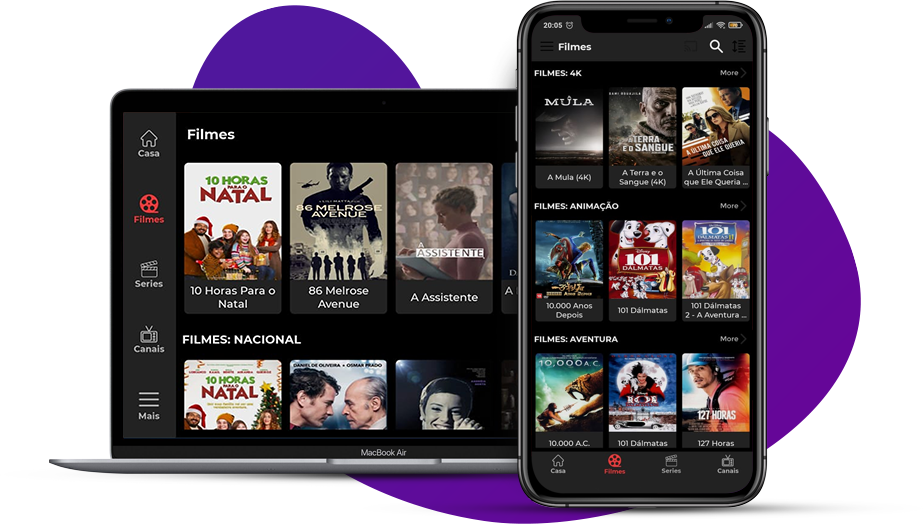 Casa
Filmes
Séries
Canais
Mais
Filmes
10 HORAS
PARA O
NATAL
86 MELROSE
AVENUE
A
ASSISTENTE
10 Horas Para o
Natal
86 Melrose
Avenue
A Assistente
FILMES: NACIONAL
10 HORAS
PARA O
NATAL
DANIEL DE OLIVEIRA • OSMAR PRADO
MacBook Air
20:05
Filmes
FILMES: 4K
More
MULA
TERRA
E O SANGUE
A ÚLTIMA COISA
QUE ELE QUERIA
A Mula (4K)
A Terra e o
Sangue (4K)
A Última Coisa
que Ele Queria ...
FILMES: ANIMAÇÃO
More
101
DALMATAS
101
DALMATAS
10.000 Anos
Depois
101 Dálmatas
101 Dálmatas
2 - A Aventura ...
FILMES: AVENTURA
More
10,000 A.C.
127 HORAS
10.000 A.C.
101 Dálmatas
127 Horas
Casa
Filmes
Series
Canais